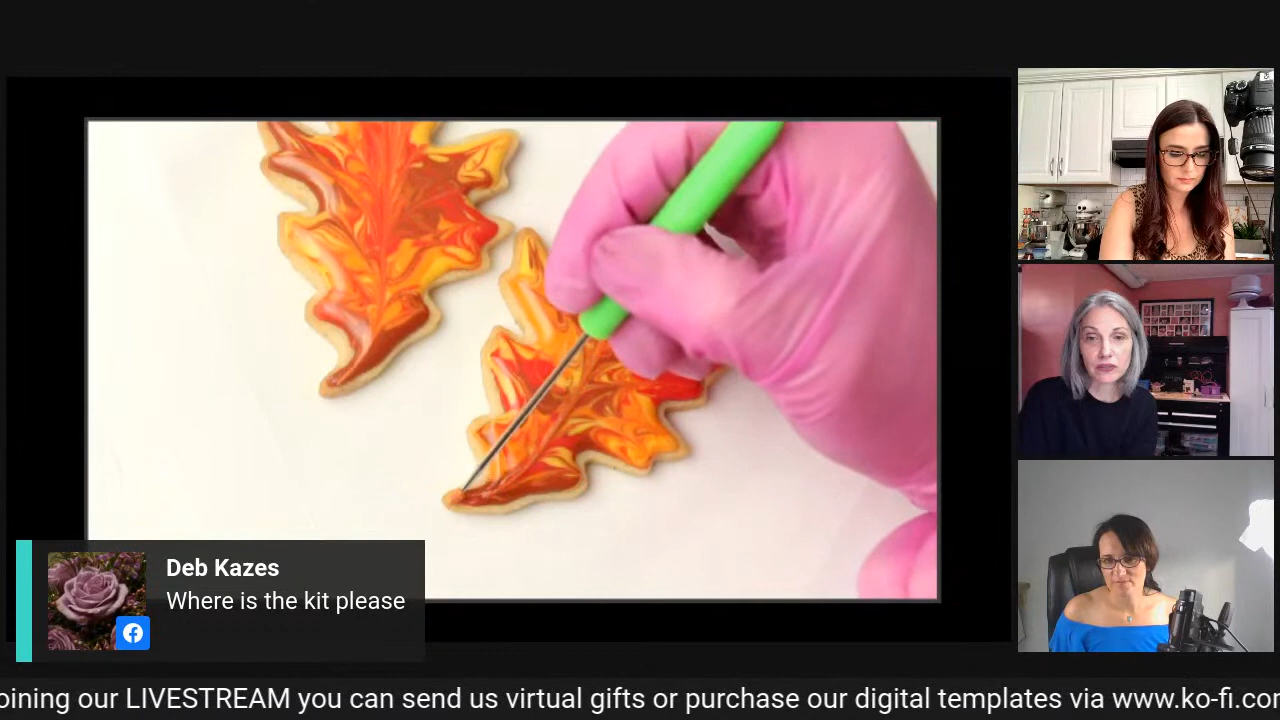 Deb Kazes
Where is the kit please
oining our LIVESTREAM you can send us virtual gifts or purchase our digital templates via www.ko-fi.com